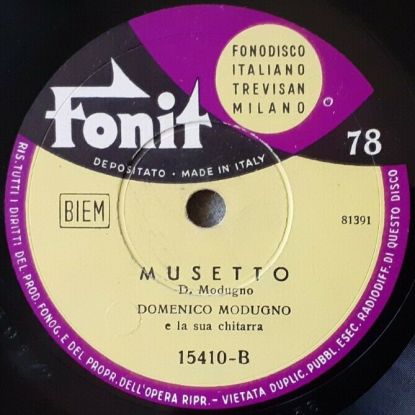 FONODISCO
ITALIANO
TREVISAN
MILANO
Fonit
78
DEPOSITATO · MADE IN ITALY
BIEM
81391
MUSETTO
D. Modugno
DOMENICO MODUGNO
e la sua chitarra
15410-B
RIS. TUTTI I DIRITTI DEL PROD. FONOG. E DEL PROPR. DELL'OPERA RIPR. - VIETATA DUPLIC. PUBBL. ESEC. RADIODIFF. DI QUESTO DISCO